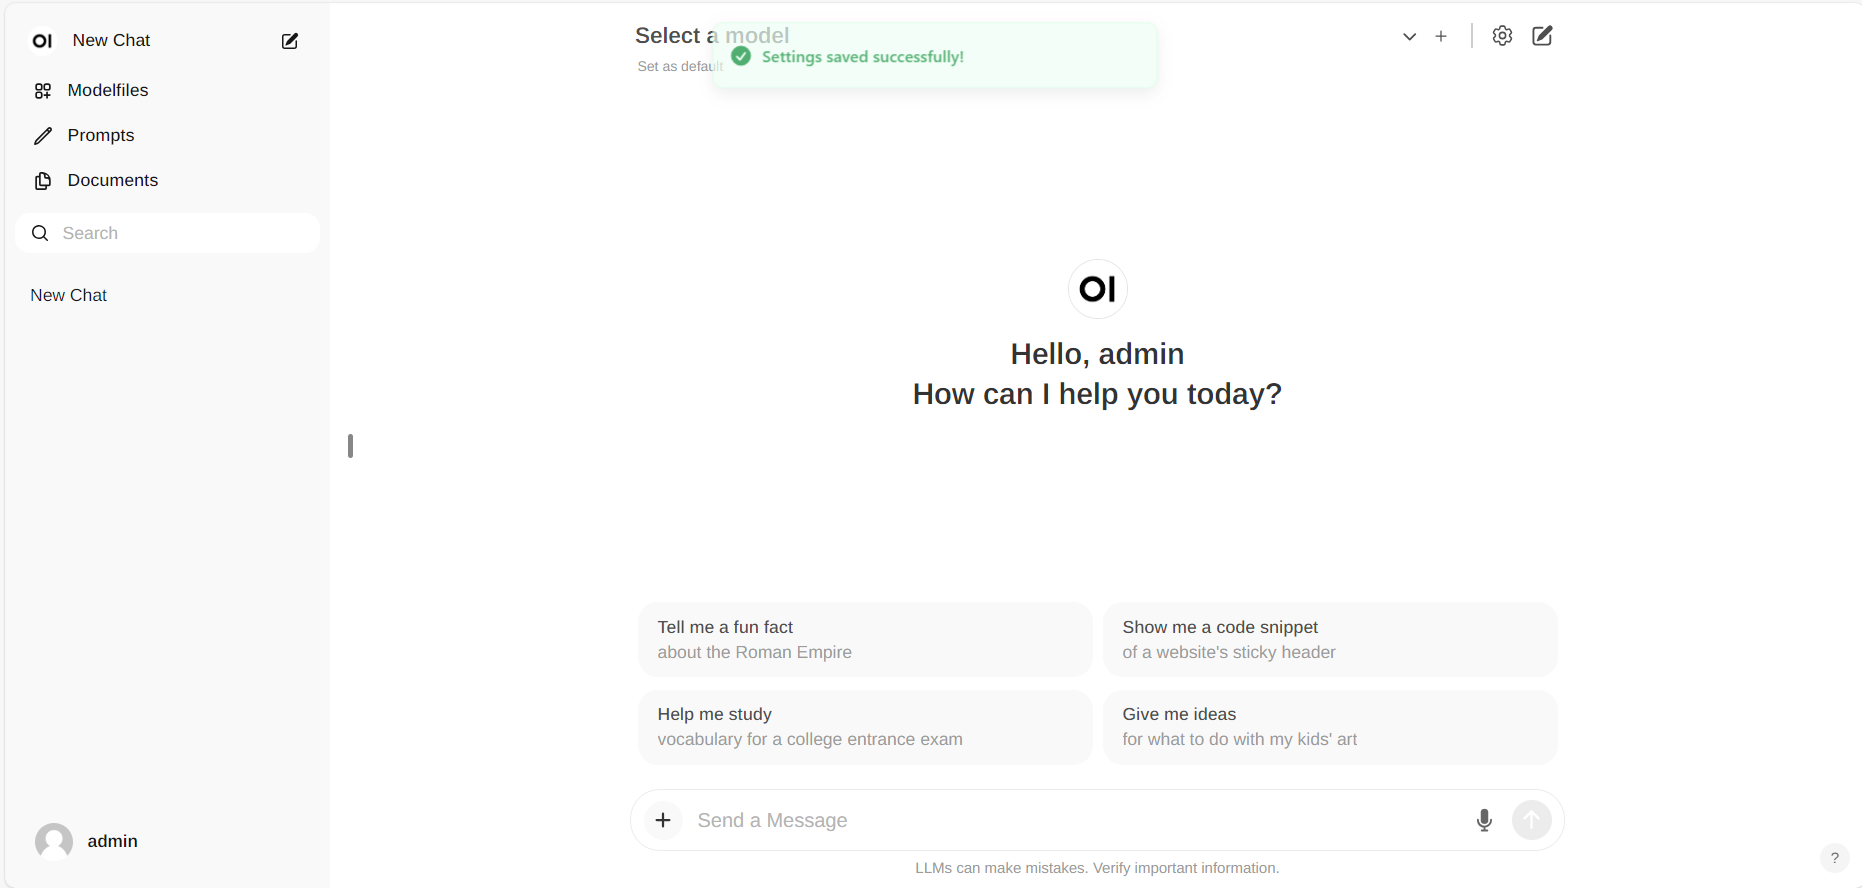 OI New Chat
Modelfiles
Prompts
Documents
Search
New Chat
admin
Select a model
Set as default
Settings saved successfully!
OI
Hello, admin
How can I help you today?
Tell me a fun fact
about the Roman Empire
Show me a code snippet
of a website's sticky header
Help me study
vocabulary for a college entrance exam
Give me ideas
for what to do with my kids' art
Send a Message
LLMs can make mistakes. Verify important information.
?